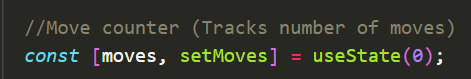 //Move counter (Tracks number of moves)
const [moves, setMoves] = useState(0);